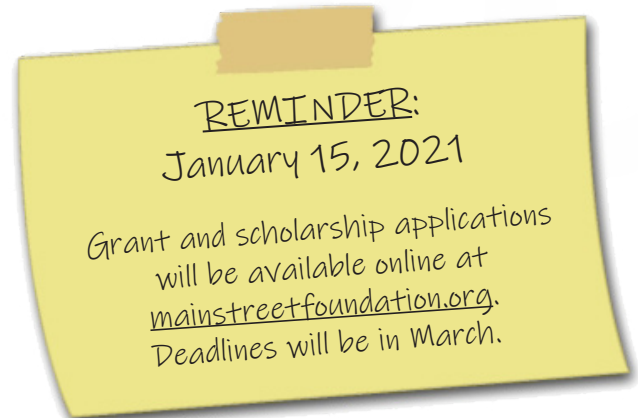 REMINDER:
January 15, 2021
Grant and scholarship applications
will be available online at
mainstreetfoundation.org.
Deadlines will be in March.